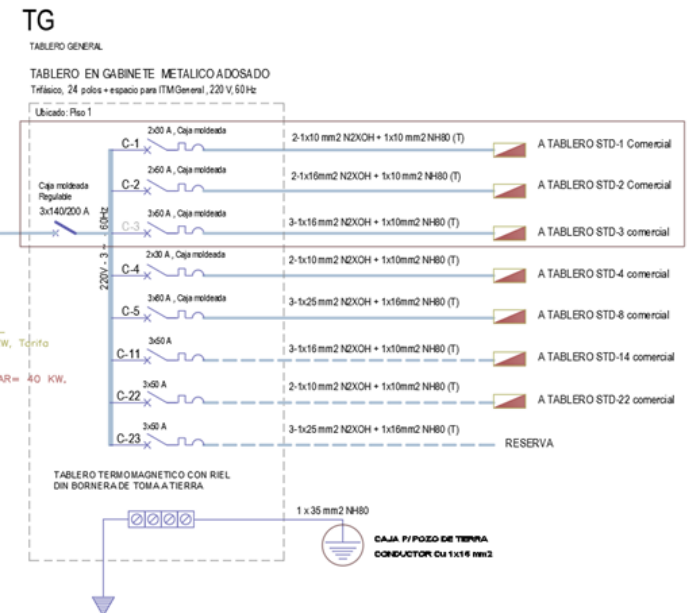 TG
TABLERO GENERAL
TABLERO EN GABINETE METALICO ADOSADO
Trifásico, 24 polos + espacio para ITM General, 220 V, 60 Hz
Ubicado: Piso 1
C-1
2x30 A, Caja moldeada
2-1x10 mm2 N2XOH + 1x10 mm2 NH80 (T)
A TABLERO STD-1 Comercial
C-2
2x60 A, Caja moldeada
2-1x16mm2 N2XOH + 1x10 mm2 NH80 (T)
A TABLERO STD-2 Comercial
Caja moldeada
Regulable
3x140/200 A
C-3
3x60 A, Caja moldeada
3-1x16 mm2 N2XOH + 1x10mm2 NH80 (T)
A TABLERO STD-3 comercial
220V - 3 ~ . 60Hz
C-4
2x30 A, Caja moldeada
2-1x10 mm2 N2XOH + 1x10mm2 NH80 (T)
A TABLERO STD-4 comercial
C-5
Caja moldeada
3-1x25 mm2 N2XOH + 1x16mm2 NH80 (T)
A TABLERO STD-8 comercial
W, Tarifa
C-11
3x50 A
3-1x16 mm2 N2XOH + 1x10mm2 NH80 (T)
A TABLERO STD-14 comercial
AR= 40 KW.
C-22
3x50 A
2-1x10 mm2 N2XOH + 1x10mm2 NH80 (T)
A TABLERO STD-22 comercial
C-23
3x50 A
3-1x25 mm2 N2XOH + 1x16mm2 NH80 (T)
RESERVA
TABLERO TERMOMAGNETICO CON RIEL
DIN BORNERA DE TOMA A TIERRA
1 x 35 mm2 NH80
CAJA P/ POZO DE TIERRA
CONDUCTOR Cu 1x16 mm2